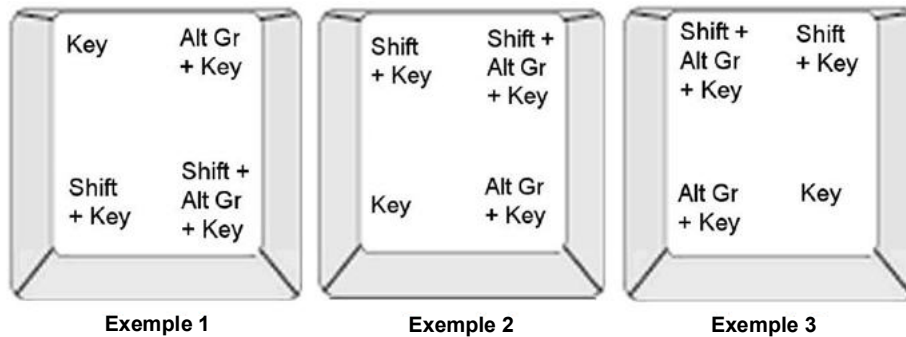 Key
Alt Gr
+ Key
Shift
+ Key
Shift +
Alt Gr
+ Key
Exemple 1
Shift
+ Key
Shift +
Alt Gr
+ Key
Key
Alt Gr
+ Key
Exemple 2
Shift +
Alt Gr
+ Key
Shift
+ Key
Alt Gr
+ Key
Key
Exemple 3